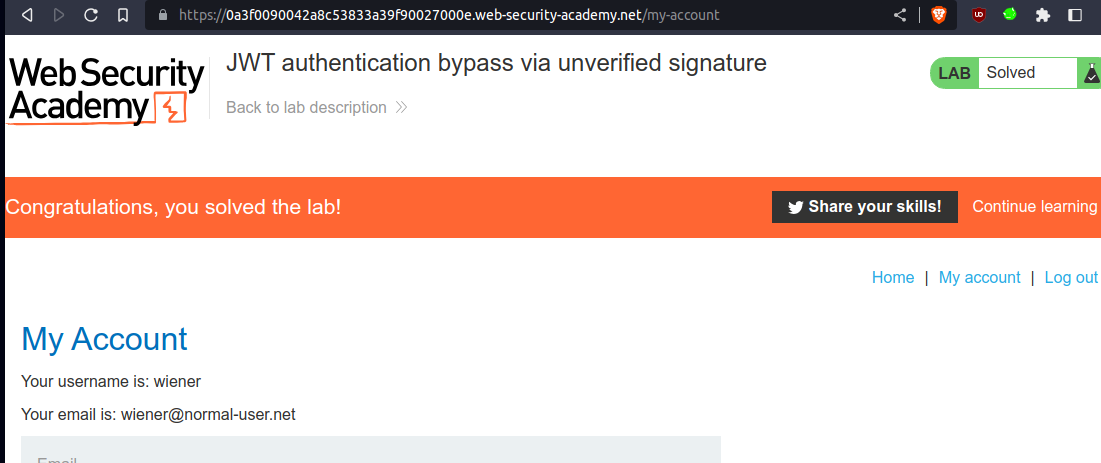 https://0a3f0090042a8c53833a39f90027000e.web-security-academy.net/my-account
Web Security
Academy
JWT authentication bypass via unverified signature
Back to lab description
LAB Solved
Congratulations, you solved the lab!
Share your skills!
Continue learning
Home | My account | Log out
My Account
Your username is: wiener
Your email is: wiener@normal-user.net
Email